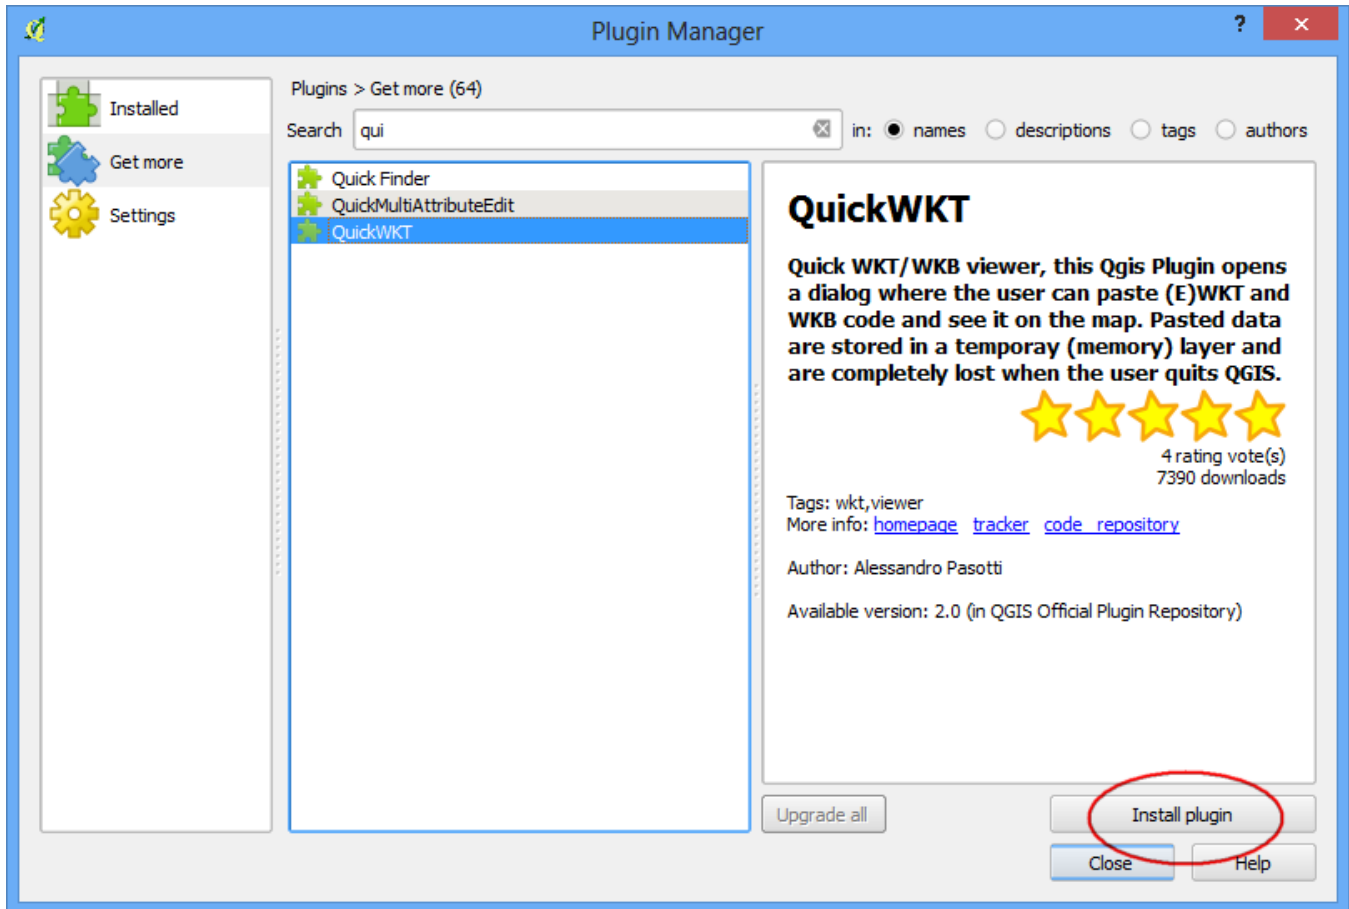 Plugin Manager
?
Installed
Get more
Settings
Plugins > Get more (64)
Search qui in: names descriptions tags authors
Quick Finder
QuickMultiAttributeEdit
QuickWKT
QuickWKT
Quick WKT/WKB viewer, this Qgis Plugin opens
a dialog where the user can paste (E)WKT and
WKB code and see it on the map. Pasted data
are stored in a temporay (memory) layer and
are completely lost when the user quits QGIS.
4 rating vote(s)
7390 downloads
Tags: wkt,viewer
More info: homepage tracker code repository
Author: Alessandro Pasotti
Available version: 2.0 (in QGIS Official Plugin Repository)
Upgrade all Install plugin
Close Help